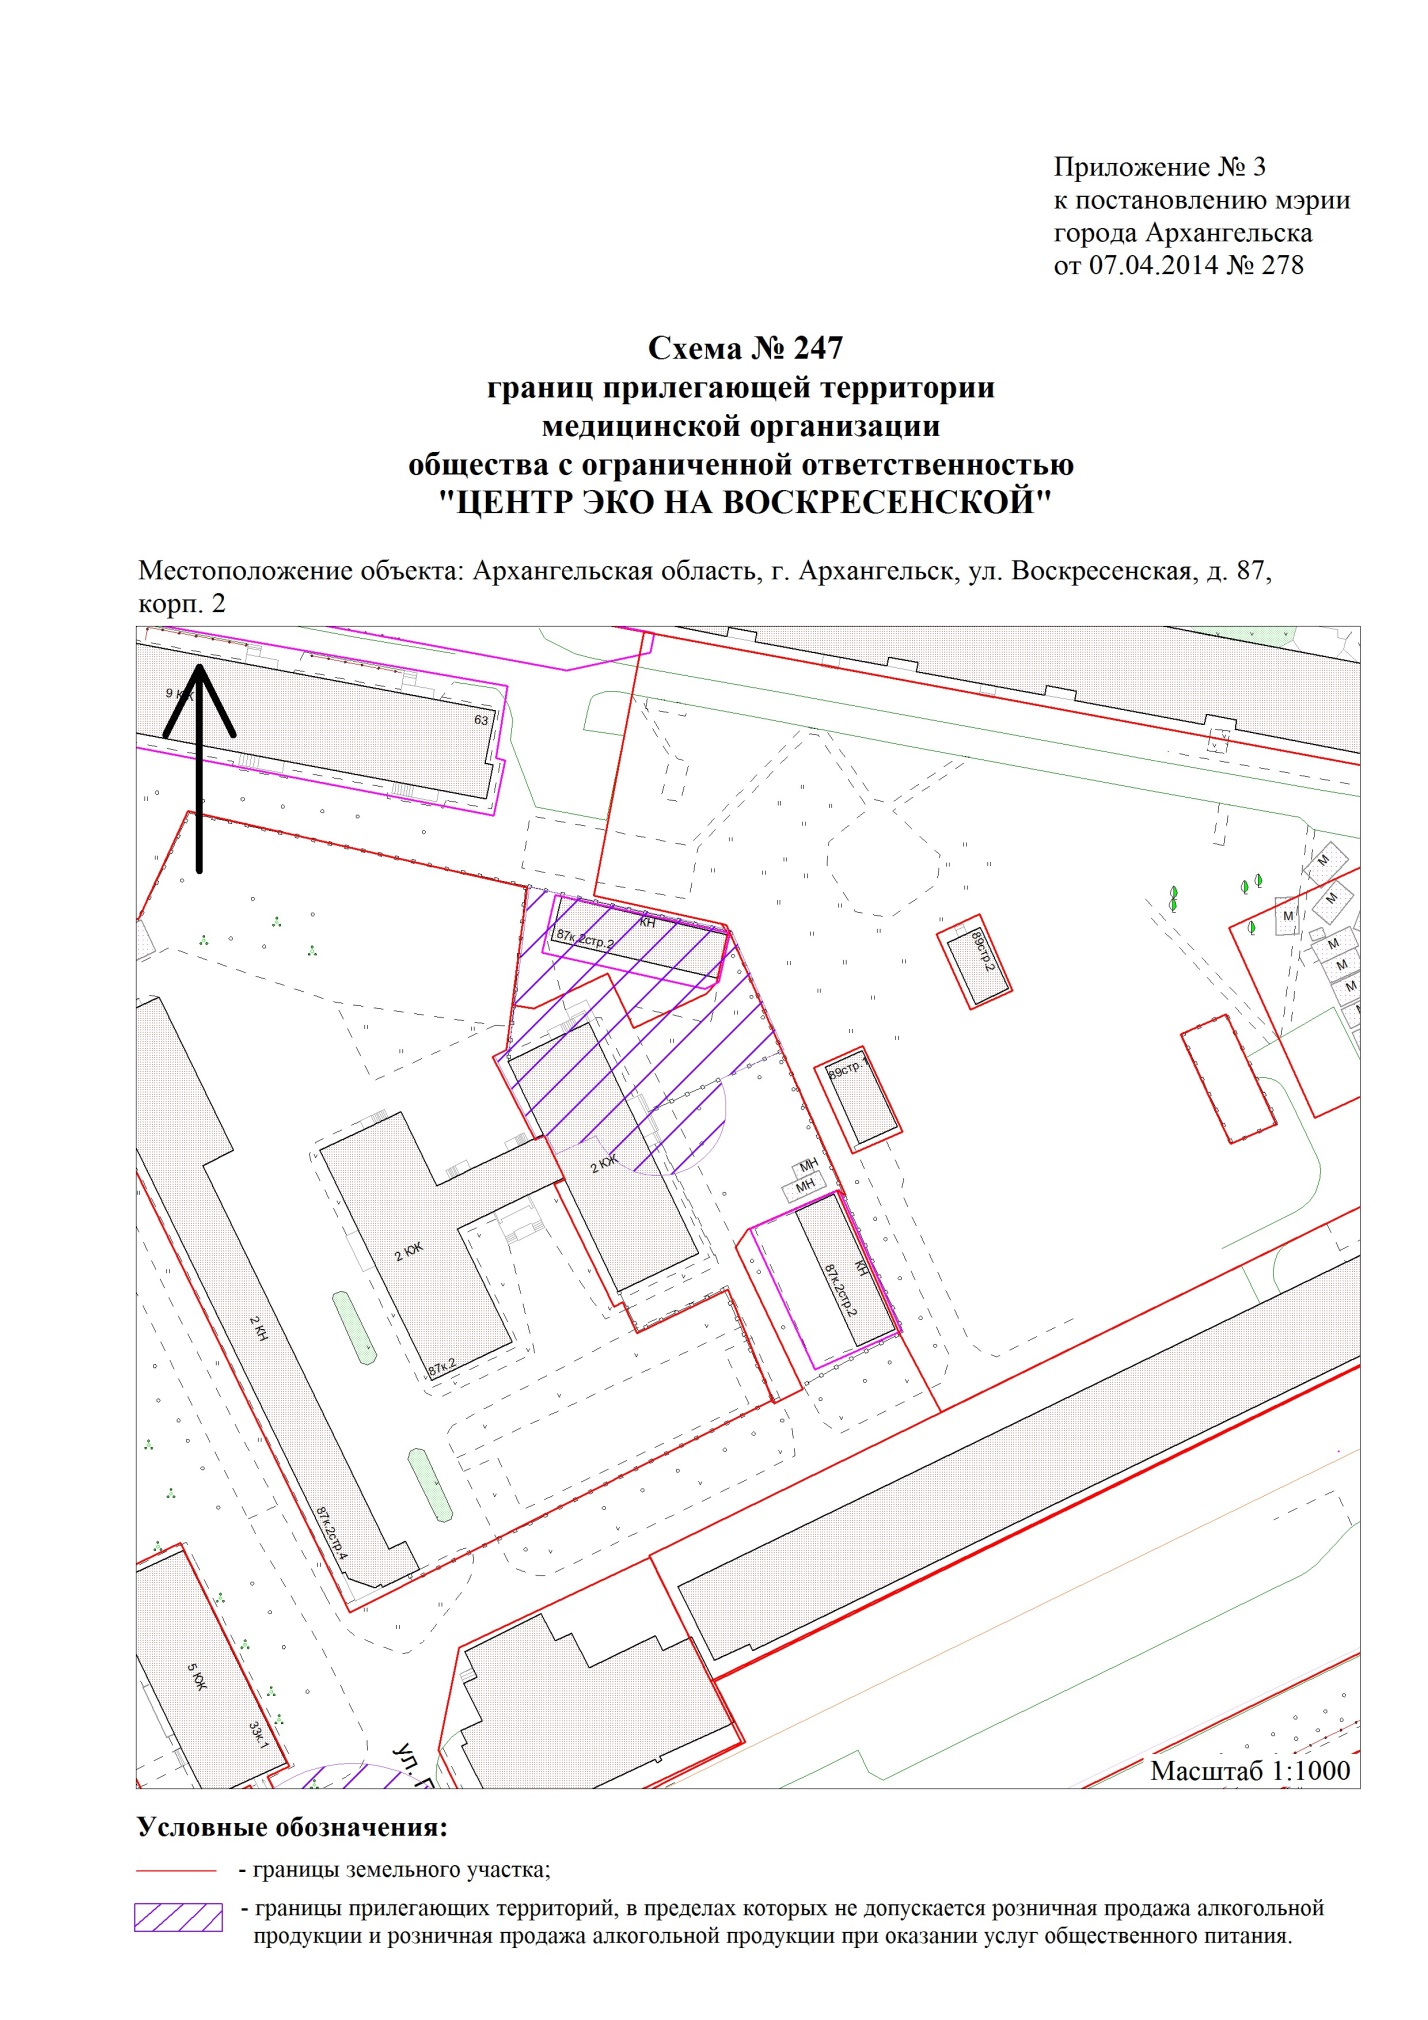 Приложение № 3
к постановлению мэрии
города Архангельска
от 07.04.2014 № 278
Схема № 247
границ прилегающей территории
медицинской организации
общества с ограниченной ответственностью
"ЦЕНТР ЭКО НА ВОСКРЕСЕНСКОЙ"
Местоположение объекта: Архангельская область, г. Архангельск, ул. Воскресенская, д. 87,
корп. 2
9 КЖ
63
КН
87к.2стр.2
89стр.2
М
М
М
М
М
М
89стр.1
2 КЖ
МН
МН
2 КЖ
КН
87к.2стр.2
2 КН
87к.2
87к.2стр.4
5 КЖ
33к.1
ул. П
Масштаб 1:1000
Условные обозначения:
- границы земельного участка;
- границы прилегающих территорий, в пределах которых не допускается розничная продажа алкогольной
продукции и розничная продажа алкогольной продукции при оказании услуг общественного питания.